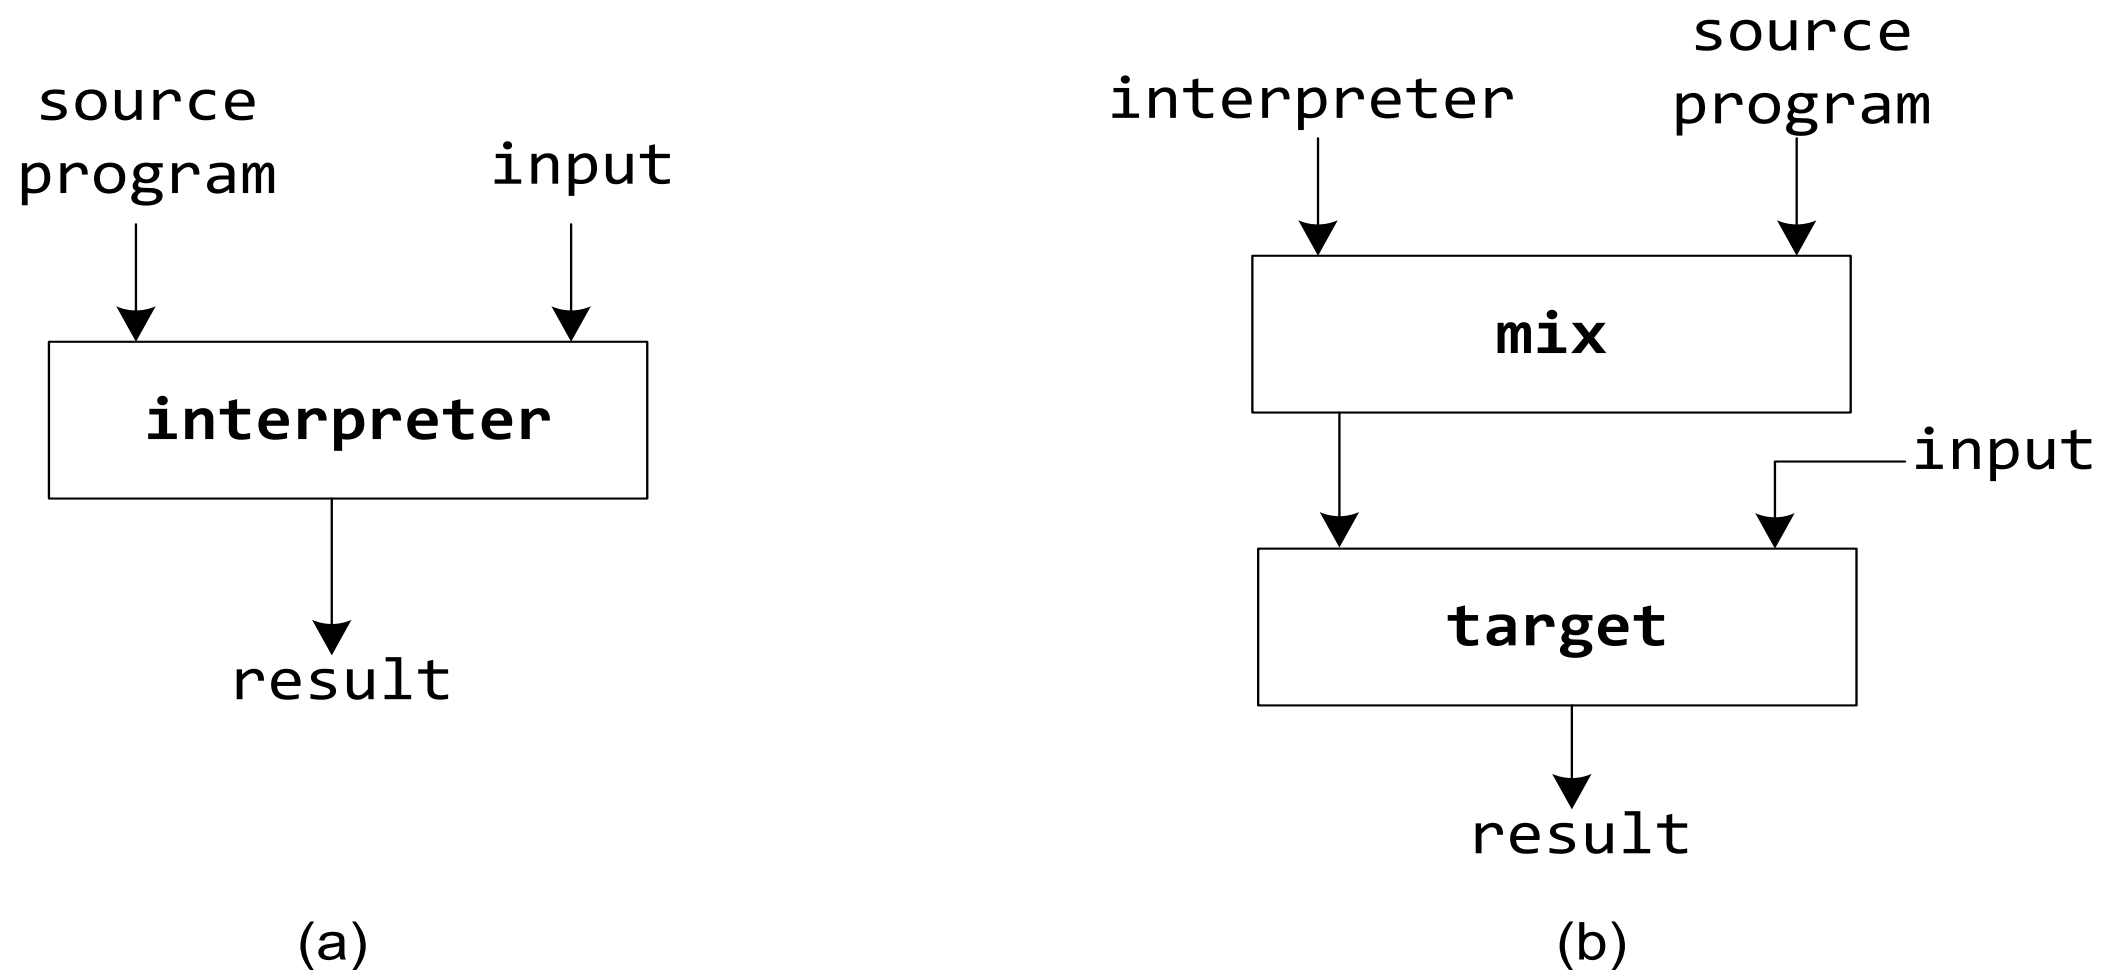 source
program
input
interpreter
result
(a)
interpreter
source
program
mix
input
target
result
(b)